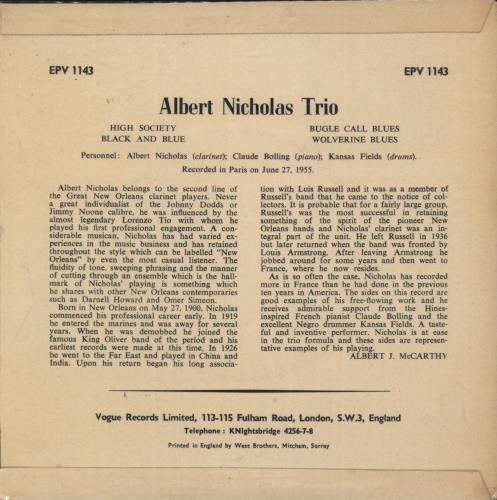 EPV 1143 EPV 1143
Albert Nicholas Trio
HIGH SOCIETY BUGLE CALL BLUES
BLACK AND BLUE WOLVERINE BLUES
Personnel: Albert Nicholas (clarinet); Claude Bolling (piano); Kansas Fields (drums).
Recorded in Paris on June 27, 1955.
Albert Nicholas belongs to the second line of
the Great New Orleans clarinet players. Never
a great individualist of the Johnny Dodds or
Jimmy Noone calibre, he was influenced by the
almost legendary Lorenzo Tio with whom he
played his first professional engagement. A con-
siderable musician, Nicholas has had varied ex-
periences in the music business and has retained
throughout the style which can be labelled "New
Orleans" by even the most casual listener. The
fluidity of tone, sweeping phrasing and the manner
of cutting through an ensemble which is the hall-
mark of Nicholas' playing is something which
he shares with other New Orleans contemporaries
such as Darnell Howard and Omer Simeon.
Born in New Orleans on May 27, 1900, Nicholas
commenced his professional career early. In 1919
he entered the marines and was away for several
years. When he was demobbed he joined the
famous King Oliver band of the period and his
earliest records were made at this time. In 1926
he went to the Far East and played in China and
India. Upon his return began his long associa-
tion with Luis Russell and it was as a member of
Russell's band that he came to the notice of col-
lectors. It is probable that for a fairly large group,
Russell's was the most successful in retaining
something of the spirit of the pioneer New
Orleans bands and Nicholas' clarinet was an in-
tegral part of the unit. He left Russell in 1936
but later returned when the band was fronted by
Louis Armstrong. After leaving Armstrong he
jobbed around for some years and then went to
France, where he now resides.
As is so often the case, Nicholas has recorded
more in France than he had done in the previous
ten years in America. The sides on this record are
good examples of his free-flowing work and he
receives admirable support from the Hines-
inspired French pianist Claude Bolling and the
excellent Negro drummer Kansas Fields. A taste-
ful and inventive performer, Nicholas is at ease
in the trio formula and these sides are represen-
tative examples of his playing.
ALBERT J. McCARTHY
Vogue Records Limited, 113-115 Fulham Road, London, S.W.3, England
Telephone: KNIghtsbridge 4256-7-8
Printed in England by West Brothers, Mitcham, Surrey